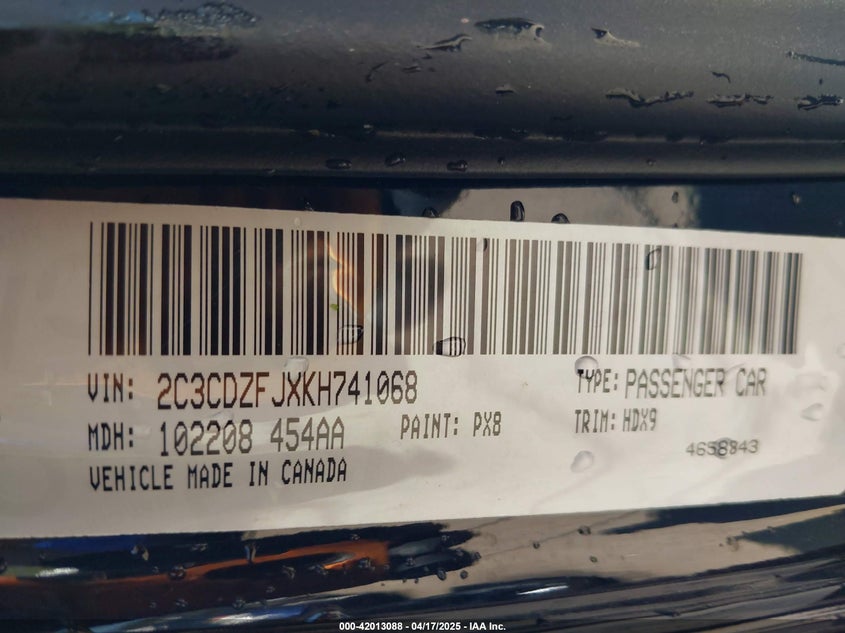 VIN: 2C3CDZFJXKH741068 TYPE: PASSENGER CAR
MDH: 102208 454AA PAINT: PX8 TRIM: HDX9
VEHICLE MADE IN CANADA 4658843
000-42013088 - 04/17/2025 - IAA Inc.